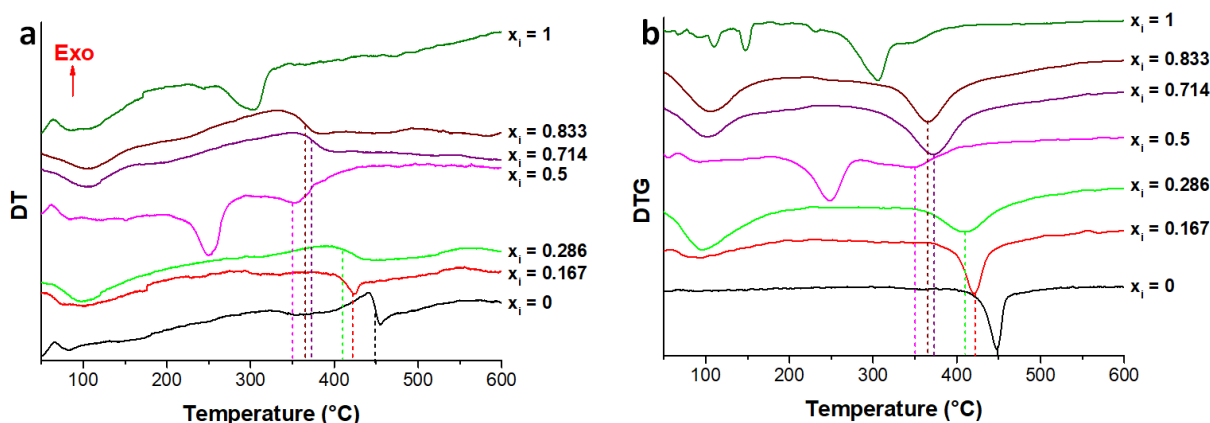 a
Exo
x_i = 1
x_i = 0.833
x_i = 0.714
x_i = 0.5
x_i = 0.286
x_i = 0.167
x_i = 0
DT
100 200 300 400 500 600
Temperature (°C)
b
x_i = 1
x_i = 0.833
x_i = 0.714
x_i = 0.5
x_i = 0.286
x_i = 0.167
x_i = 0
DTG
100 200 300 400 500 600
Temperature (°C)